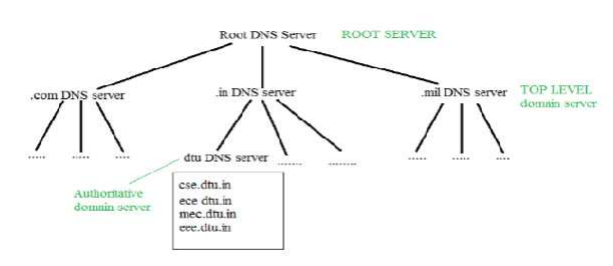 Root DNS Server ROOT SERVER
.com DNS server .in DNS server .mil DNS server TOP LEVEL
domain server
..... ..... .... dtu DNS server ...... ....... ..... ..... ....
Authoritative
domain server
cse.dtu.in
ece dtu.in
mec.dtu.in
eee.dtu.in